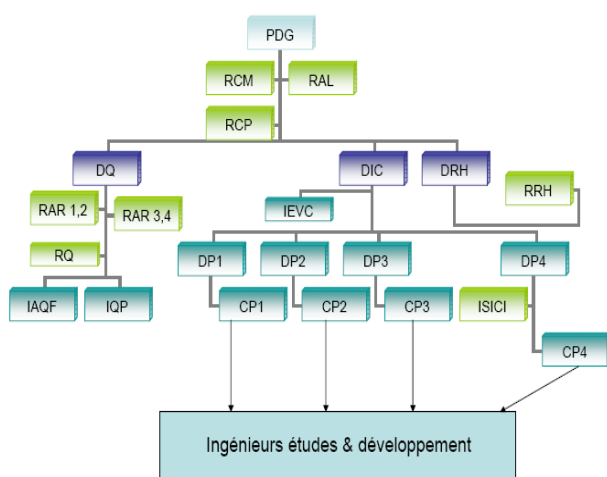 PDG
RCM
RAL
RCP
DQ
DIC
DRH
RAR 1,2
RAR 3,4
IEVC
RRH
RQ
DP1
DP2
DP3
DP4
IAQF
IQP
CP1
CP2
CP3
ISICI
CP4
Ingénieurs études & développement